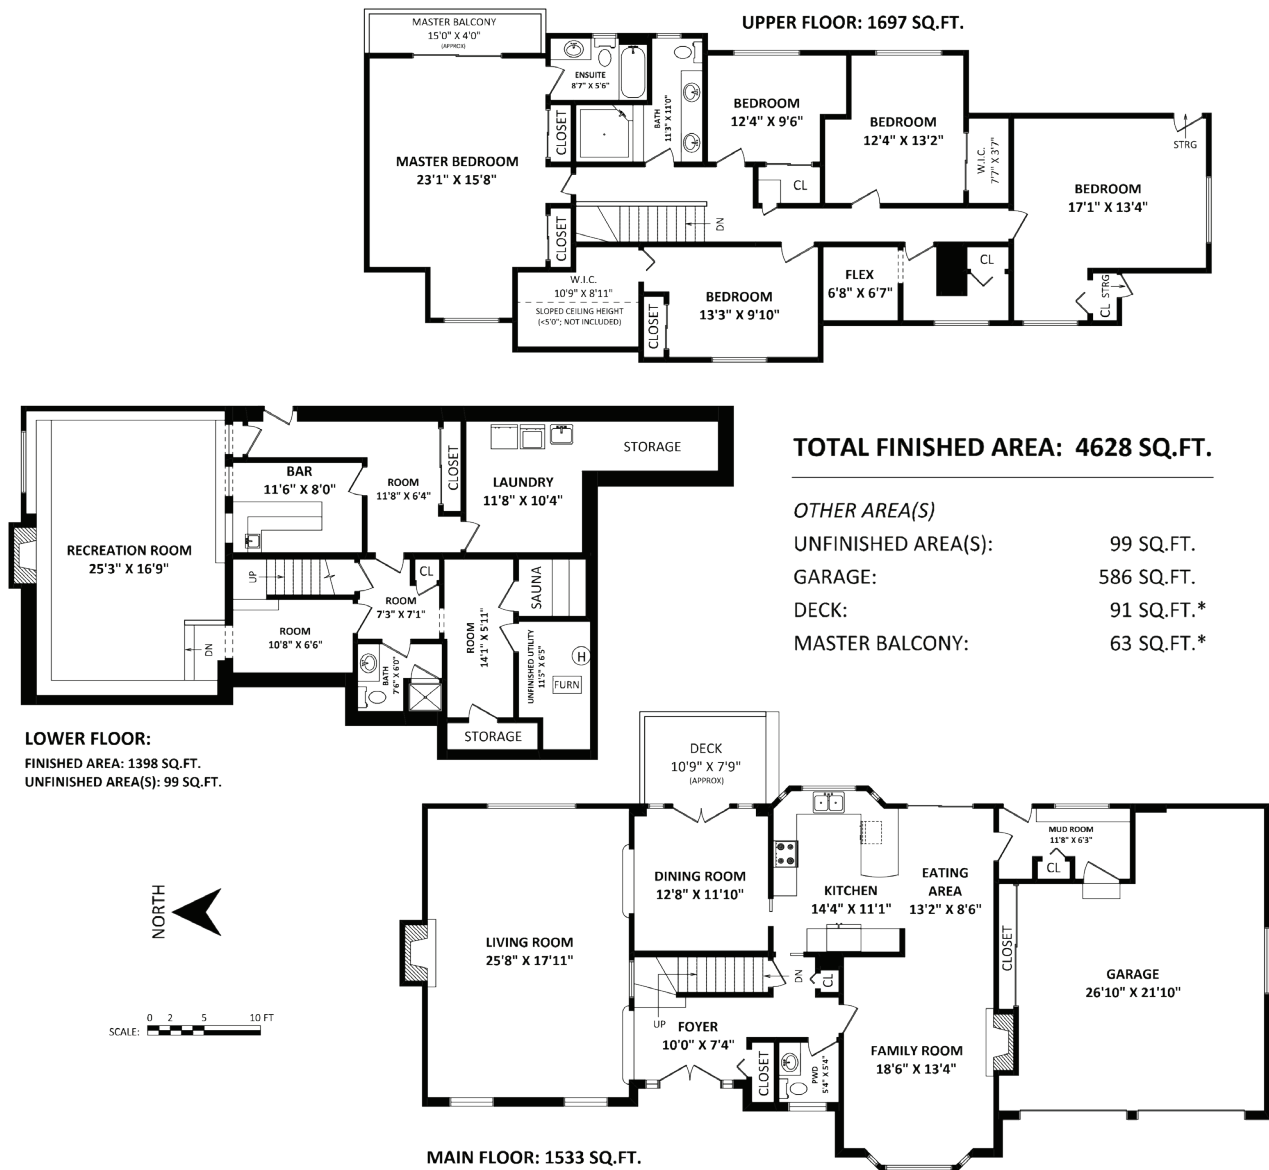 UPPER FLOOR: 1697 SQ.FT.
MASTER BALCONY
15'0" X 4'0"
(APPROX)
ENSUITE
8'7" X 5'6"
BATH
11'3" X 11'0"
BEDROOM
12'4" X 9'6"
BEDROOM
12'4" X 13'2"
W.I.C.
7'7" X 3'7"
STRG
BEDROOM
17'1" X 13'4"
MASTER BEDROOM
23'1" X 15'8"
CLOSET
CL
DN
CLOSET
W.I.C.
10'9" X 8'11"
SLOPED CEILING HEIGHT
(<5'0"; NOT INCLUDED)
CLOSET
BEDROOM
13'3" X 9'10"
FLEX
6'8" X 6'7"
CL
CL
STRG
BAR
11'6" X 8'0"
ROOM
11'8" X 6'4"
CLOSET
LAUNDRY
11'8" X 10'4"
STORAGE
RECREATION ROOM
25'3" X 16'9"
UP
ROOM
7'3" X 7'1"
CL
ROOM
10'8" X 6'6"
DN
BATH
7'6" X 6'0"
ROOM
14'1" X 5'11"
SAUNA
UNFINISHED UTILITY
11'5" X 6'5"
H
FURN
STORAGE
LOWER FLOOR:
FINISHED AREA: 1398 SQ.FT.
UNFINISHED AREA(S): 99 SQ.FT.
TOTAL FINISHED AREA: 4628 SQ.FT.
OTHER AREA(S)
UNFINISHED AREA(S): 99 SQ.FT.
GARAGE: 586 SQ.FT.
DECK: 91 SQ.FT.*
MASTER BALCONY: 63 SQ.FT.*
NORTH
SCALE: 0 2 5 10 FT
DECK
10'9" X 7'9"
(APPROX)
DINING ROOM
12'8" X 11'10"
KITCHEN
14'4" X 11'1"
EATING
AREA
13'2" X 8'6"
MUD ROOM
11'8" X 6'3"
CL
LIVING ROOM
25'8" X 17'11"
DN
CL
CLOSET
GARAGE
26'10" X 21'10"
UP
FOYER
10'0" X 7'4"
CLOSET
PWD
5'4" X 5'4"
FAMILY ROOM
18'6" X 13'4"
MAIN FLOOR: 1533 SQ.FT.